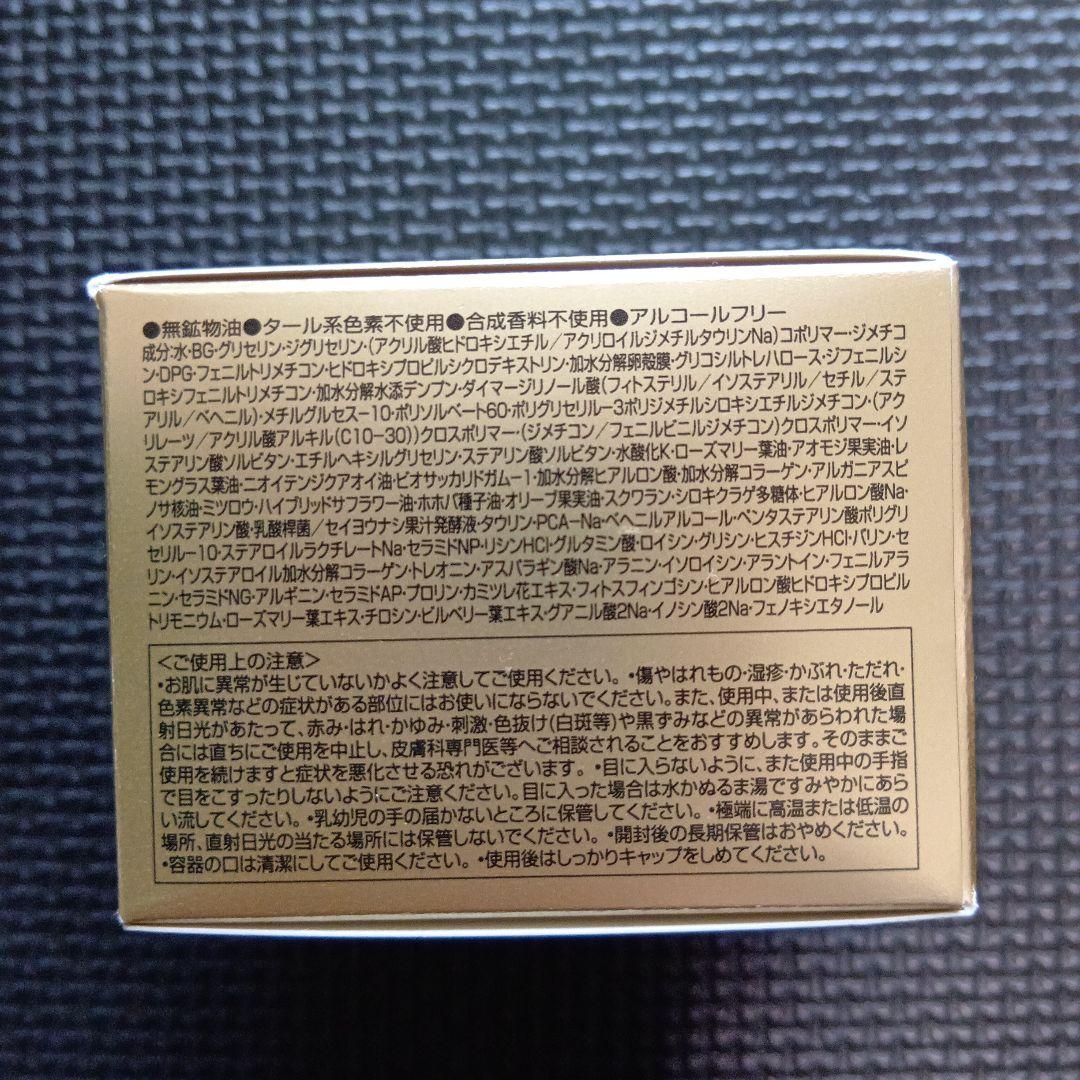 ●無鉱物油●タール系色素不使用●合成香料不使用●アルコールフリー
成分:水・BG・グリセリン・ジグリセリン・(アクリル酸ヒドロキシエチル/アクリロイルジメチルタウリンNa)コポリマー・ジメチコ
ン・DPG・フェニルトリメチコン・ヒドロキシプロピルシクロデキストリン・加水分解卵殻膜・グリコシルトレハロース・ジフェニルシ
ロキシフェニルトリメチコン・加水分解水添デンプン・ダイマージリノール酸(フィトステリル/イソステアリル/セチル/ステ
アリル/ベヘニル)・メチルグルセス-10・ポリソルベート60・ポリグリセリル-3ポリジメチルシロキシエチルジメチコン・(アク
リレーツ/アクリル酸アルキル(C10-30))クロスポリマー・(ジメチコン/フェニルビニルジメチコン)クロスポリマー・イソ
ステアリン酸ソルビタン・エチルヘキシルグリセリン・ステアリン酸ソルビタン・水酸化K・ローズマリー葉油・アオモジ果実油・レ
モングラス葉油・ニオイテンジクアオイ油・ビオサッカリドガム-1・加水分解ヒアルロン酸・加水分解コラーゲン・アルガニアスピ
ノサ核油・ミツロウ・ハイブリッドサフラワー油・ホホバ種子油・オリーブ果実油・スクワラン・シロキクラゲ多糖体・ヒアルロン酸Na・
イソステアリン酸・乳酸桿菌/セイヨウナシ果汁発酵液・タウリン・PCA-Na・ベヘニルアルコール・ペンタステアリン酸ポリグリ
セリル-10・ステアロイルラクチレートNa・セラミドNP・リシンHCl・グルタミン酸・ロイシン・グリシン・ヒスチジンHCl・バリン・セ
リン・イソステアロイル加水分解コラーゲン・トレオニン・アスパラギン酸Na・アラニン・イソロイシン・アラントイン・フェニルアラ
ニン・セラミドNG・アルギニン・セラミドAP・プロリン・カミツレ花エキス・フィトスフィンゴシン・ヒアルロン酸ヒドロキシプロピル
トリモニウム・ローズマリー葉エキス・チロシン・ビルベリー葉エキス・グアニル酸2Na・イノシン酸2Na・フェノキシエタノール
<ご使用上の注意>
・お肌に異常が生じていないかよく注意してご使用ください。・傷やはれもの・湿疹・かぶれ・ただれ・
色素異常などの症状がある部位にはお使いにならないでください。また、使用中、または使用後直
射日光があたって、赤み・はれ・かゆみ・刺激・色抜け(白斑等)や黒ずみなどの異常があらわれた場
合には直ちにご使用を中止し、皮膚科専門医等へご相談されることをおすすめします。そのままご
使用を続けますと症状を悪化させる恐れがございます。・目に入らないように、また使用中の手指
で目をこすったりしないようにご注意ください。目に入った場合は水かぬるま湯ですみやかにあら
い流してください。・乳幼児の手の届かないところに保管してください。・極端に高温または低温の
場所、直射日光の当たる場所には保管しないでください。・開封後の長期保管はおやめください。
・容器の口は清潔にしてご使用ください。・使用後はしっかりキャップをしめてください。